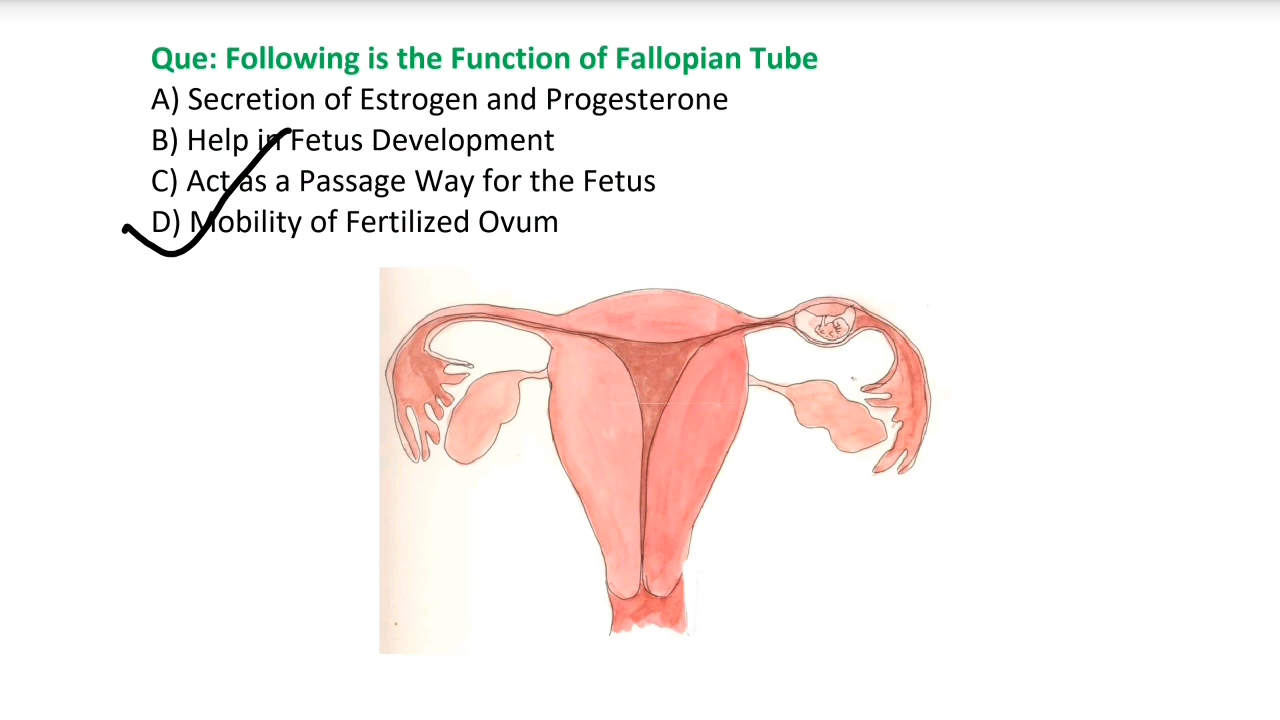 Que: Following is the Function of Fallopian Tube
A) Secretion of Estrogen and Progesterone
B) Help in Fetus Development
C) Act as a Passage Way for the Fetus
D) Mobility of Fertilized Ovum